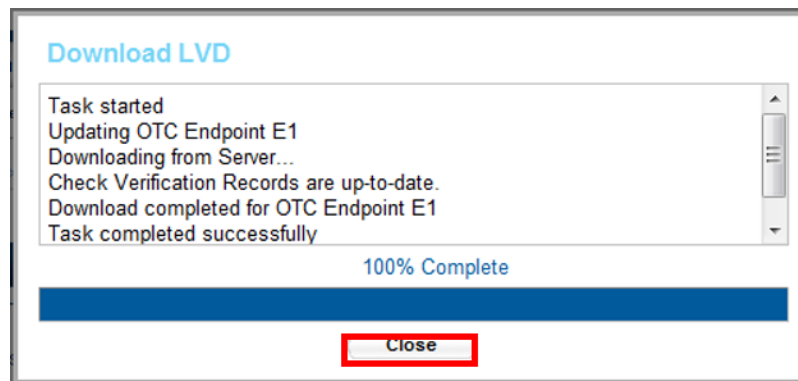 Download LVD
Task started
Updating OTC Endpoint E1
Downloading from Server...
Check Verification Records are up-to-date.
Download completed for OTC Endpoint E1
Task completed successfully
100% Complete
Close